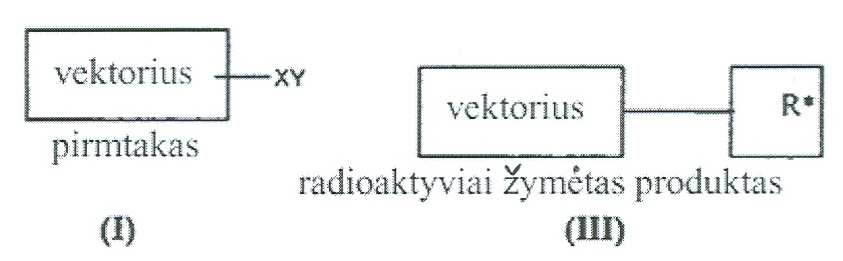 vektorius
XY
pirmtakas
(I)
vektorius
R*
radioaktyviai žymėtas produktas
(III)